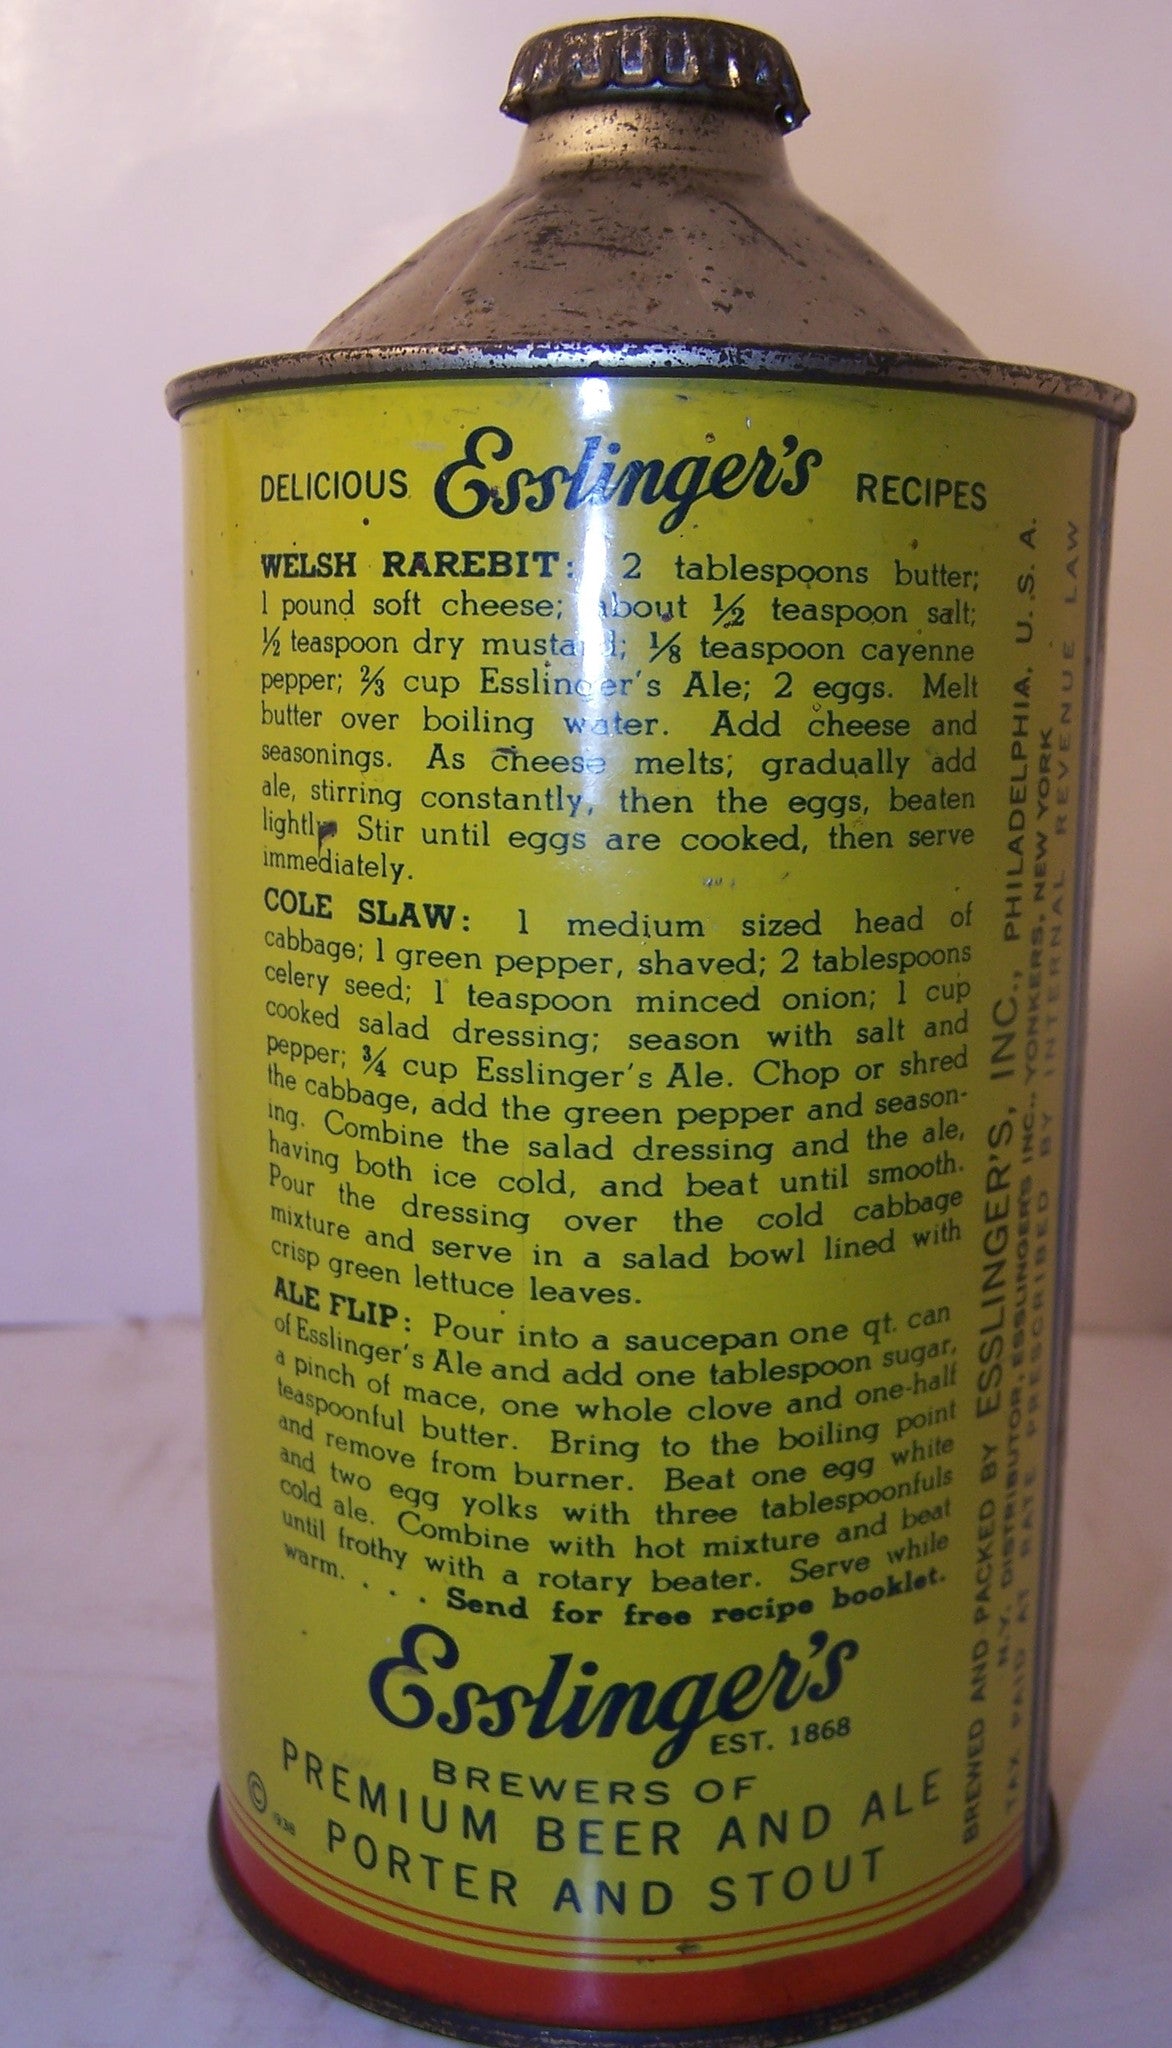 DELICIOUS Esslinger's RECIPES
WELSH RAREBIT: 2 tablespoons butter;
1 pound soft cheese; about ½ teaspoon salt;
½ teaspoon dry mustard; ⅛ teaspoon cayenne
pepper; ⅔ cup Esslinger's Ale; 2 eggs. Melt
butter over boiling water. Add cheese and
seasonings. As cheese melts; gradually add
ale, stirring constantly, then the eggs, beaten
lightly. Stir until eggs are cooked, then serve
immediately.
COLE SLAW: 1 medium sized head of
cabbage; 1 green pepper, shaved; 2 tablespoons
celery seed; 1 teaspoon minced onion; 1 cup
cooked salad dressing; season with salt and
pepper; ¾ cup Esslinger's Ale. Chop or shred
the cabbage, add the green pepper and season-
ing. Combine the salad dressing and the ale,
having both ice cold, and beat until smooth.
Pour the dressing over the cold cabbage
mixture and serve in a salad bowl lined with
crisp green lettuce leaves.
ALE FLIP: Pour into a saucepan one qt. can
of Esslinger's Ale and add one tablespoon sugar,
a pinch of mace, one whole clove and one-half
teaspoonful butter. Bring to the boiling point
and remove from burner. Beat one egg white
and two egg yolks with three tablespoonfuls
cold ale. Combine with hot mixture and beat
until frothy with a rotary beater. Serve while
warm. . . . Send for free recipe booklet.
Esslinger's
EST. 1868
BREWERS OF
PREMIUM BEER AND ALE
PORTER AND STOUT
© 1938
BREWED AND PACKED BY ESSLINGER'S, INC., PHILADELPHIA, U.S.A.
N.Y. DISTRIBUTOR, ESSLINGER'S INC., YONKERS, NEW YORK
TAX PAID AT RATE PRESCRIBED BY INTERNAL REVENUE LAW